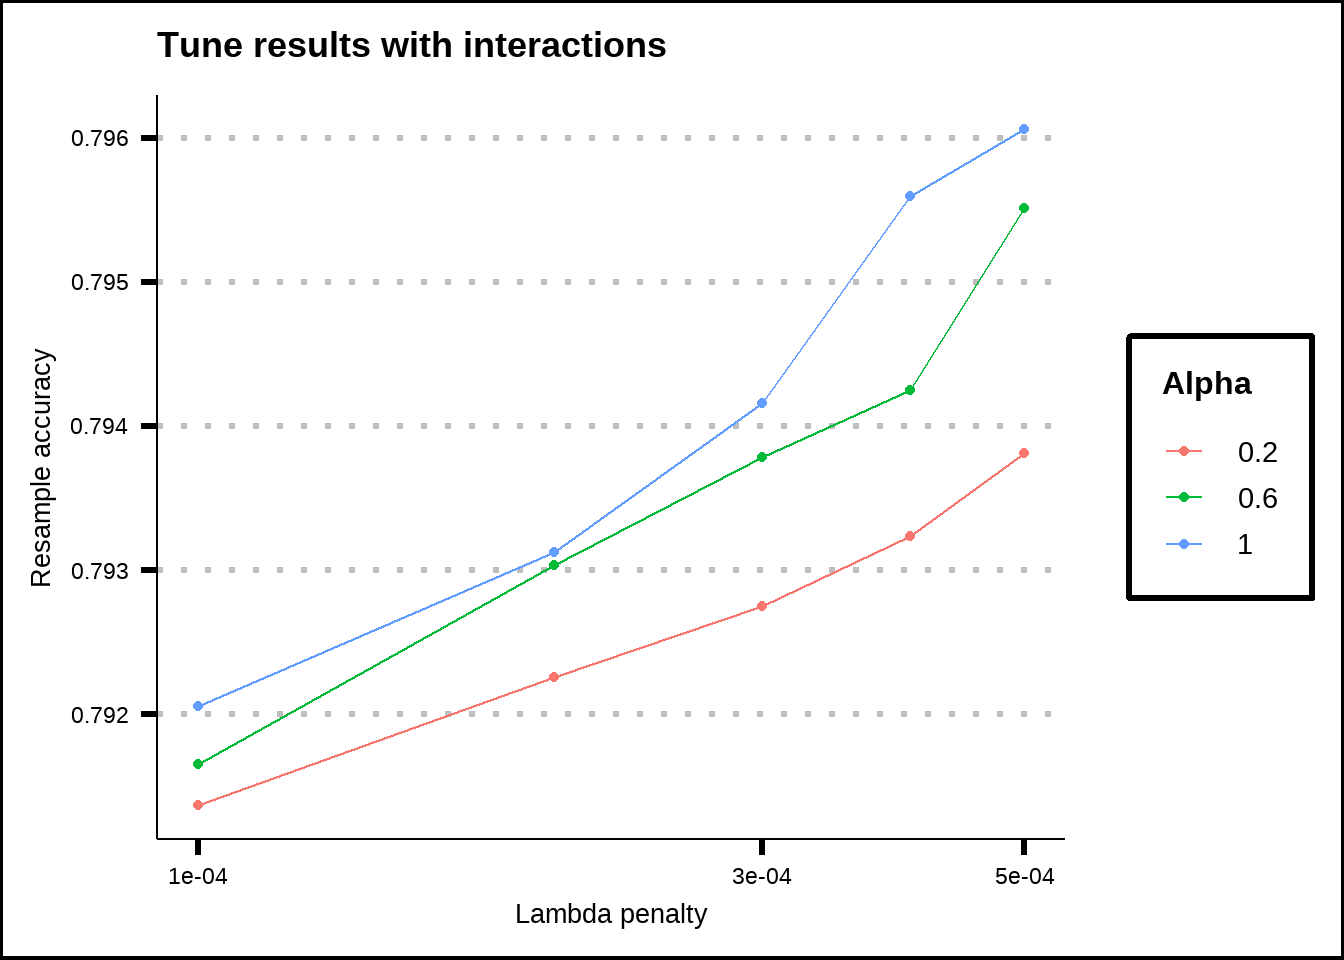 Tune results with interactions
0.796
0.795
0.794
0.793
0.792
Resample accuracy
1e-04
3e-04
5e-04
Lambda penalty
Alpha
0.2
0.6
1